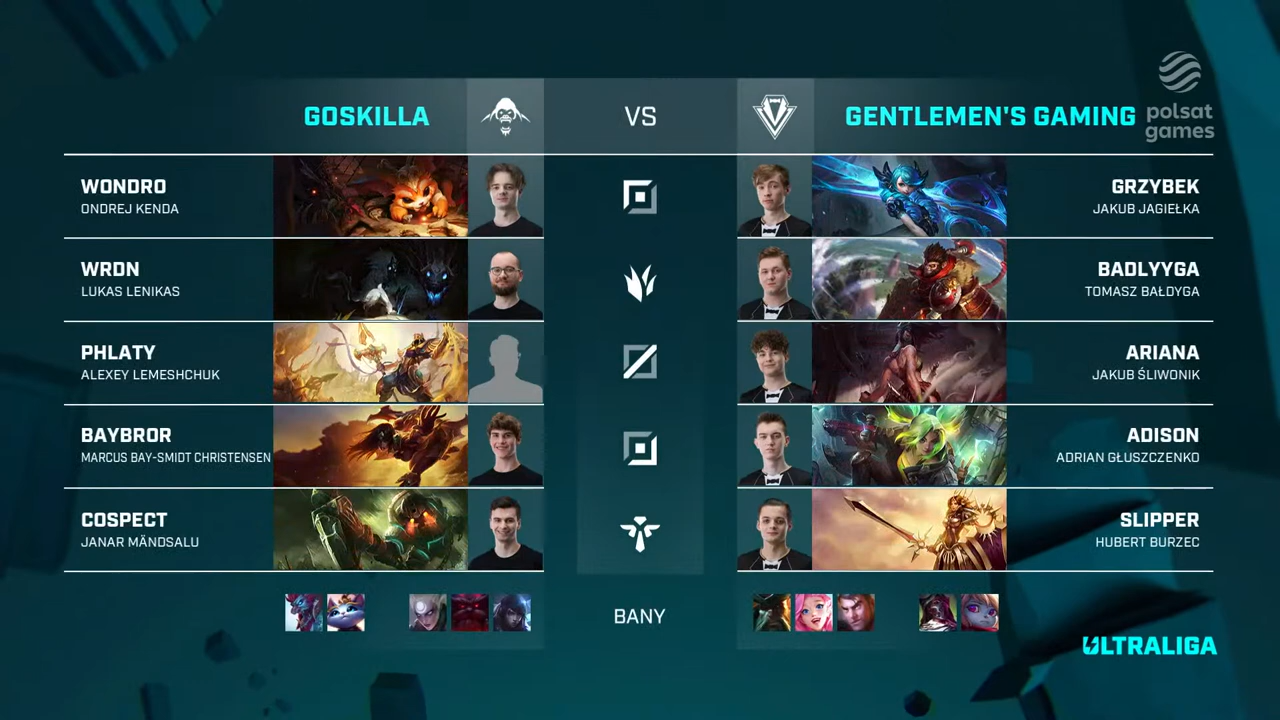 GOSKILLA
VS
GENTLEMEN'S GAMING
polsat
games
WONDRO
ONDREJ KENDA
GRZYBEK
JAKUB JAGIEŁKA
WRDN
LUKAS LENIKAS
BADLYYGA
TOMASZ BAŁDYGA
PHLATY
ALEXEY LEMESHCHUK
ARIANA
JAKUB ŚLIWONIK
BAYBROR
MARCUS BAY-SMIDT CHRISTENSEN
ADISON
ADRIAN GŁUSZCZENKO
COSPECT
JANAR MÄNDSALU
SLIPPER
HUBERT BURZEC
BANY
ULTRALIGA